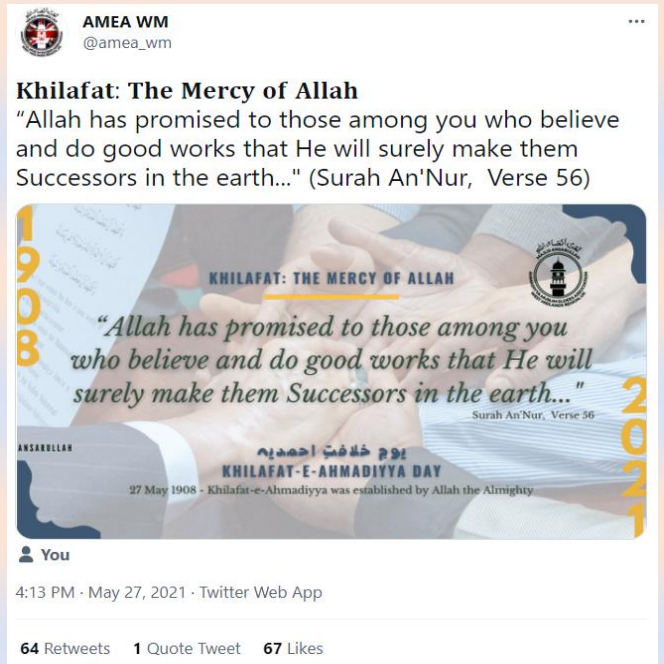 AMEA WM
@amea_wm
Khilafat: The Mercy of Allah
“Allah has promised to those among you who believe
and do good works that He will surely make them
Successors in the earth..." (Surah An'Nur, Verse 56)
1908
KHILAFAT: THE MERCY OF ALLAH
“Allah has promised to those among you
who believe and do good works that He will
surely make them Successors in the earth..."
Surah An'Nur, Verse 56
ANSARULLAH
یوم خلافتِ احمدیہ
KHILAFAT-E-AHMADIYYA DAY
27 May 1908 - Khilafat-e-Ahmadiyya was established by Allah the Almighty
2021
You
4:13 PM · May 27, 2021 · Twitter Web App
64 Retweets 1 Quote Tweet 67 Likes